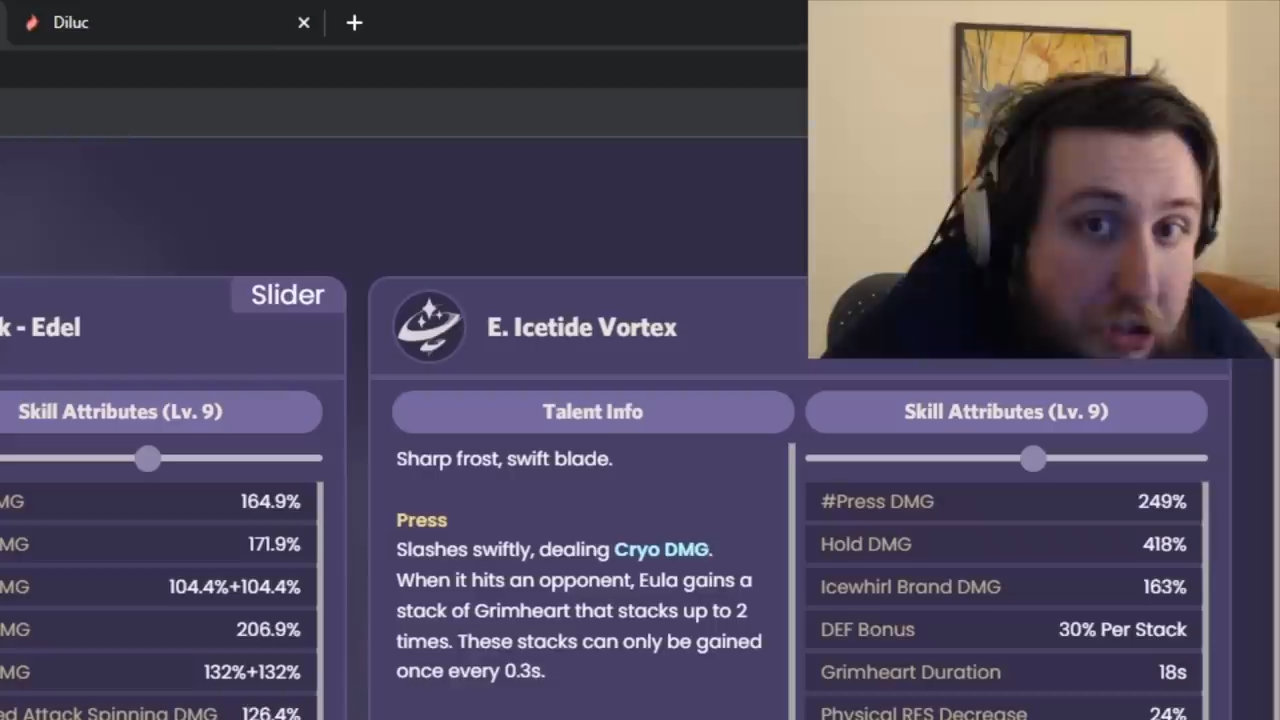 Diluc
Slider
k - Edel
E. Icetide Vortex
Skill Attributes (Lv. 9)
Talent Info
Skill Attributes (Lv. 9)
MG 164.9%
MG 171.9%
MG 104.4%+104.4%
MG 206.9%
MG 132%+132%
ed Attack Spinning DMG 126.4%
Sharp frost, swift blade.
Press
Slashes swiftly, dealing Cryo DMG.
When it hits an opponent, Eula gains a
stack of Grimheart that stacks up to 2
times. These stacks can only be gained
once every 0.3s.
#Press DMG 249%
Hold DMG 418%
Icewhirl Brand DMG 163%
DEF Bonus 30% Per Stack
Grimheart Duration 18s
Physical RES Decrease 24%